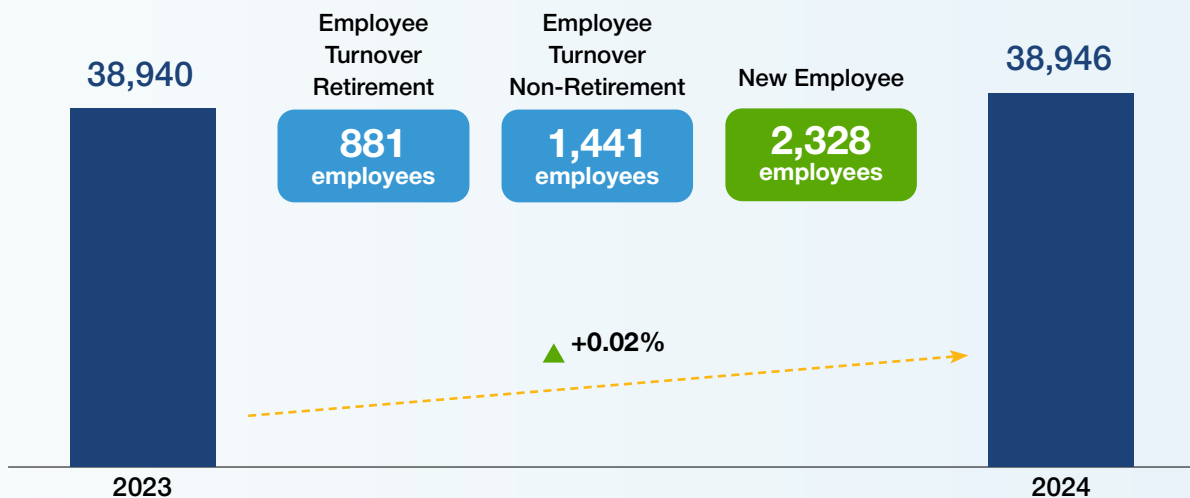 38,940
Employee
Turnover
Retirement
881
employees
Employee
Turnover
Non-Retirement
1,441
employees
New Employee
2,328
employees
38,946
+0.02%
2023
2024